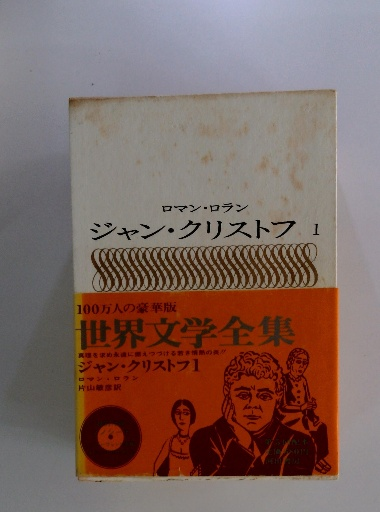 ロマン・ロラン
ジャン・クリストフ 1
100万人の豪華版
世界文学全集
ジャン・クリストフ1
ロマン・ロラン
片山敏彦訳